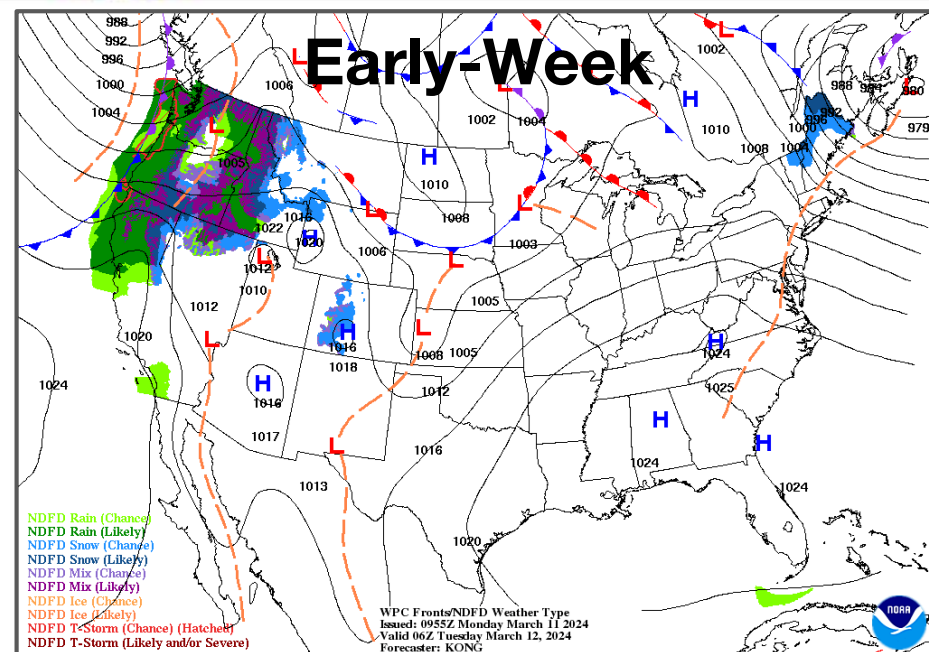 Early-Week
988
992
996
1000
1004
L
1006
L
1002
L
1002
1004
H
1010
1008
988
984
L
980
992
996
1000
1004
979
L
1005
H
1010
1008
L
1006
L
1003
1016
1022
H
1020
L
1012
1010
1012
L
1005
1020
L
H
1016
1018
L
1008
1005
H
1024
1024
H
1016
1012
1025
1017
L
1016
H
H
1024
1024
1013
1020
NDFD Rain (Chance)
NDFD Rain (Likely)
NDFD Snow (Chance)
NDFD Snow (Likely)
NDFD Mix (Chance)
NDFD Mix (Likely)
NDFD Ice (Chance)
NDFD Ice (Likely)
NDFD T-Storm (Chance) (Hatched)
NDFD T-Storm (Likely and/or Severe)
WPC Fronts/NDFD Weather Type
Issued: 0955Z Monday March 11 2024
Valid 06Z Tuesday March 12, 2024
Forecaster: KONG
NOAA